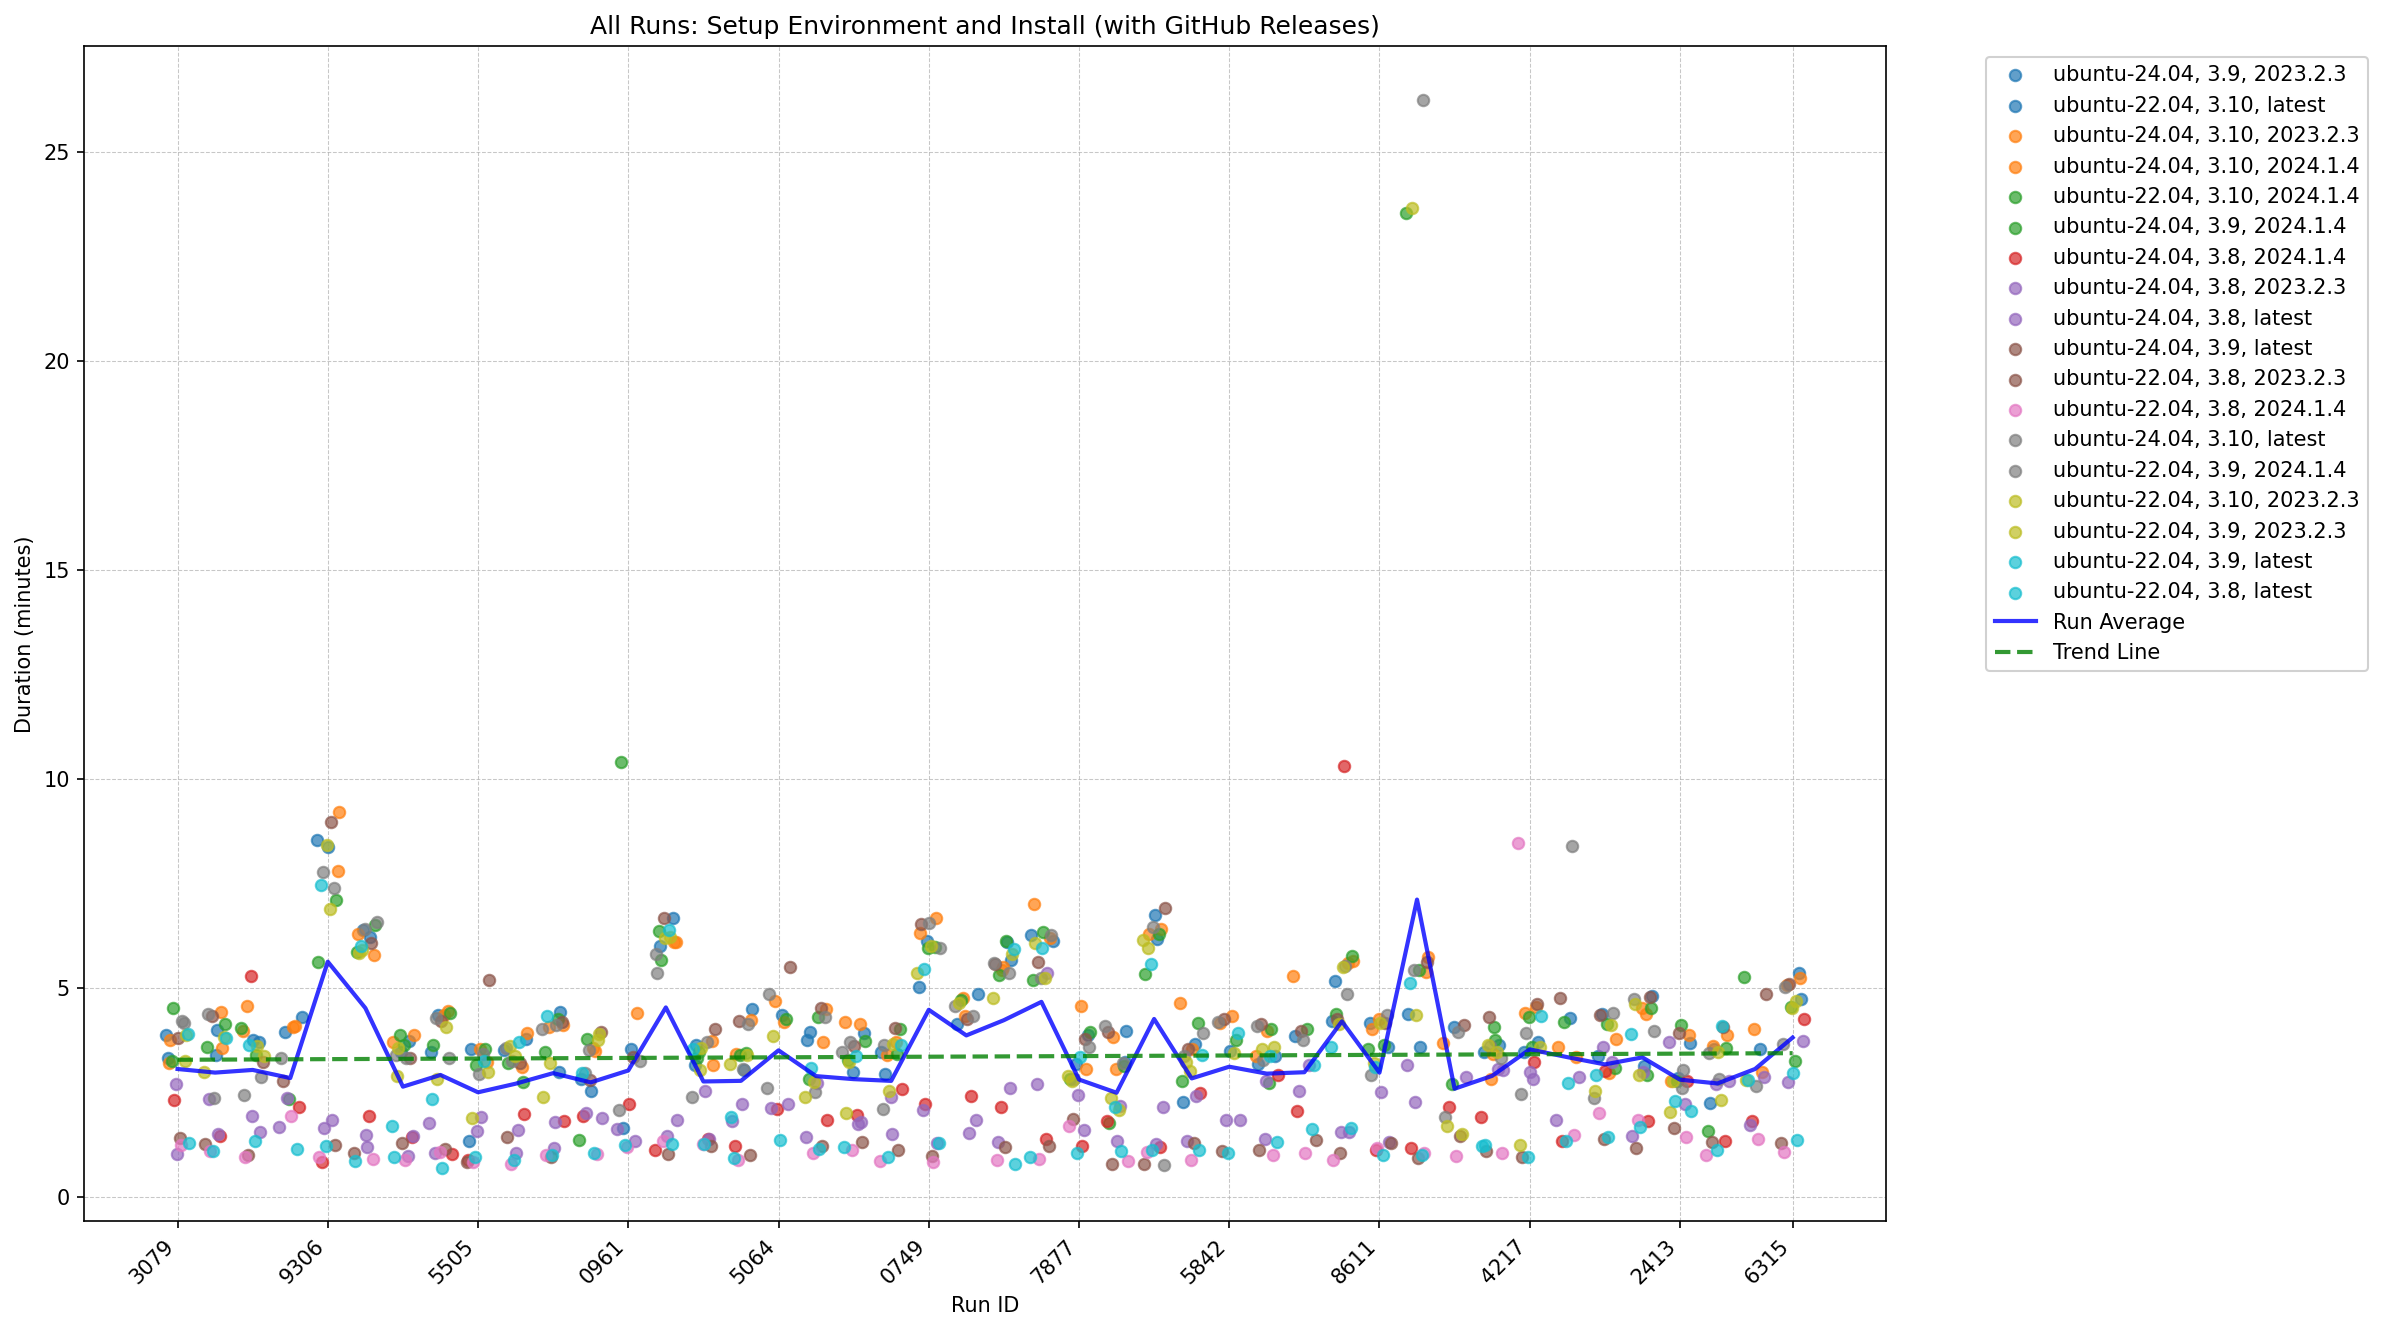 All Runs: Setup Environment and Install (with GitHub Releases)
25
20
15
10
5
0
Duration (minutes)
3079
9306
5505
0961
5064
0749
7877
5842
8611
4217
2413
6315
Run ID
ubuntu-24.04, 3.9, 2023.2.3
ubuntu-22.04, 3.10, latest
ubuntu-24.04, 3.10, 2023.2.3
ubuntu-24.04, 3.10, 2024.1.4
ubuntu-22.04, 3.10, 2024.1.4
ubuntu-24.04, 3.9, 2024.1.4
ubuntu-24.04, 3.8, 2024.1.4
ubuntu-24.04, 3.8, 2023.2.3
ubuntu-24.04, 3.8, latest
ubuntu-24.04, 3.9, latest
ubuntu-22.04, 3.8, 2023.2.3
ubuntu-22.04, 3.8, 2024.1.4
ubuntu-24.04, 3.10, latest
ubuntu-22.04, 3.9, 2024.1.4
ubuntu-22.04, 3.10, 2023.2.3
ubuntu-22.04, 3.9, 2023.2.3
ubuntu-22.04, 3.9, latest
ubuntu-22.04, 3.8, latest
Run Average
Trend Line